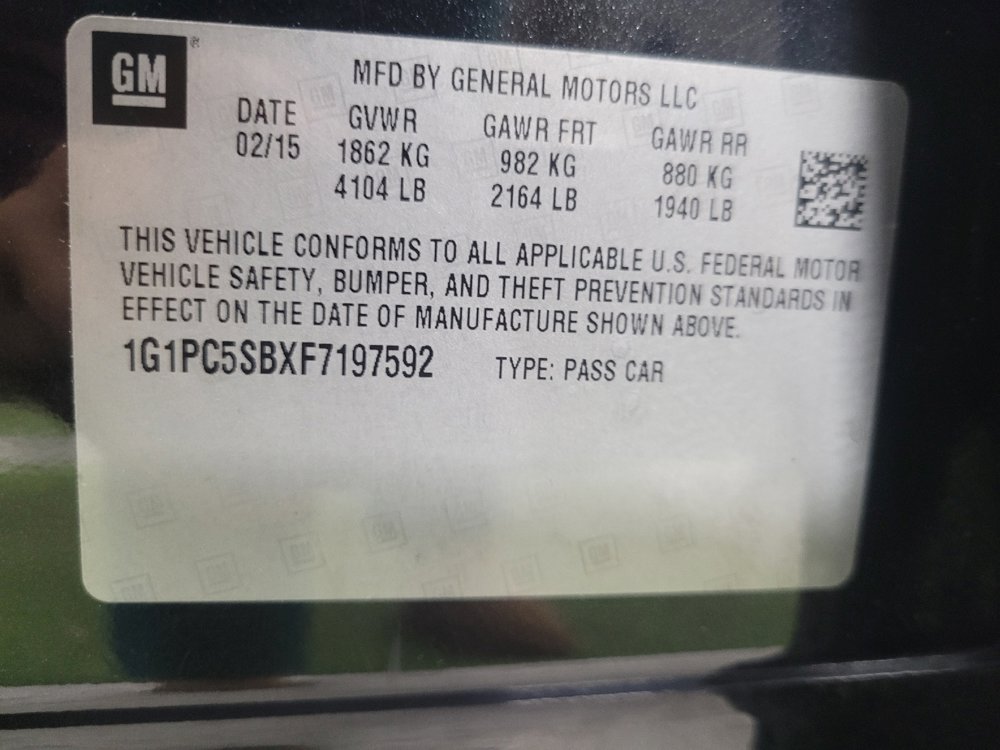 GM ®
MFD BY GENERAL MOTORS LLC
DATE GVWR GAWR FRT GAWR RR
02/15 1862 KG 982 KG 880 KG
4104 LB 2164 LB 1940 LB
THIS VEHICLE CONFORMS TO ALL APPLICABLE U.S. FEDERAL MOTOR
VEHICLE SAFETY, BUMPER, AND THEFT PREVENTION STANDARDS IN
EFFECT ON THE DATE OF MANUFACTURE SHOWN ABOVE.
1G1PC5SBXF7197592 TYPE: PASS CAR